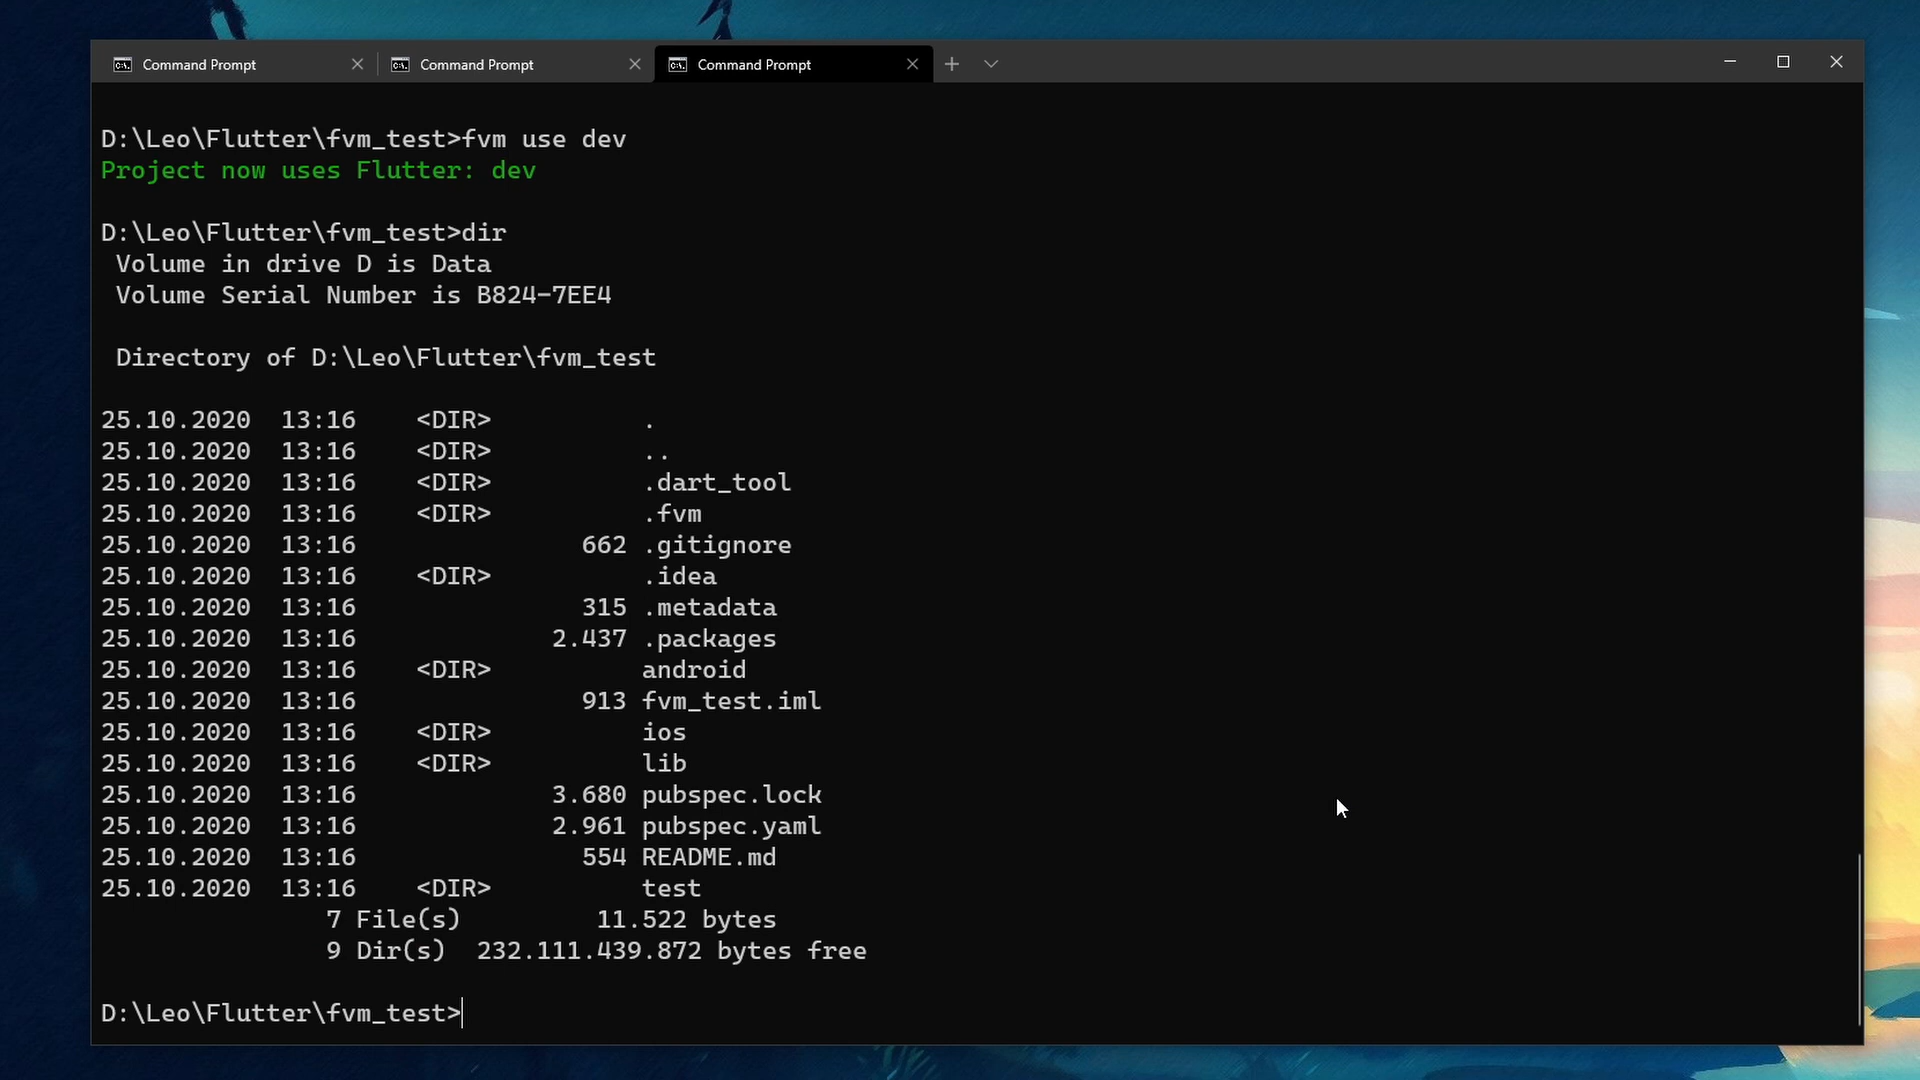 Command Prompt
Command Prompt
Command Prompt
D:\Leo\Flutter\fvm_test>fvm use dev
Project now uses Flutter: dev
D:\Leo\Flutter\fvm_test>dir
Volume in drive D is Data
Volume Serial Number is B824-7EE4
Directory of D:\Leo\Flutter\fvm_test
25.10.2020  13:16    <DIR>          .
25.10.2020  13:16    <DIR>          ..
25.10.2020  13:16    <DIR>          .dart_tool
25.10.2020  13:16    <DIR>          .fvm
25.10.2020  13:16               662 .gitignore
25.10.2020  13:16    <DIR>          .idea
25.10.2020  13:16               315 .metadata
25.10.2020  13:16             2.437 .packages
25.10.2020  13:16    <DIR>          android
25.10.2020  13:16               913 fvm_test.iml
25.10.2020  13:16    <DIR>          ios
25.10.2020  13:16    <DIR>          lib
25.10.2020  13:16             3.680 pubspec.lock
25.10.2020  13:16             2.961 pubspec.yaml
25.10.2020  13:16               554 README.md
25.10.2020  13:16    <DIR>          test
7 File(s)         11.522 bytes
9 Dir(s)  232.111.439.872 bytes free
D:\Leo\Flutter\fvm_test>